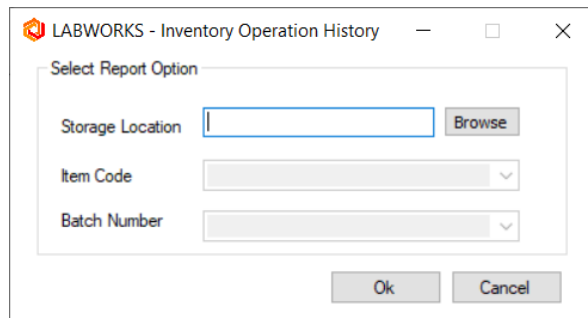 LABWORKS - Inventory Operation History
Select Report Option
Storage Location
Browse
Item Code
Batch Number
Ok
Cancel